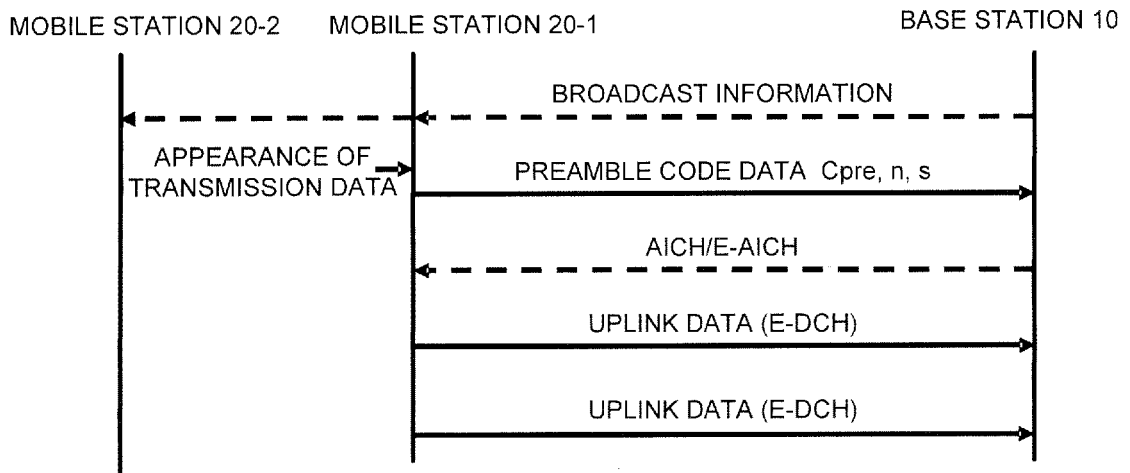 MOBILE STATION 20-2
MOBILE STATION 20-1
BASE STATION 10
BROADCAST INFORMATION
APPEARANCE OF
TRANSMISSION DATA
PREAMBLE CODE DATA Cpre, n, s
AICH/E-AICH
UPLINK DATA (E-DCH)
UPLINK DATA (E-DCH)